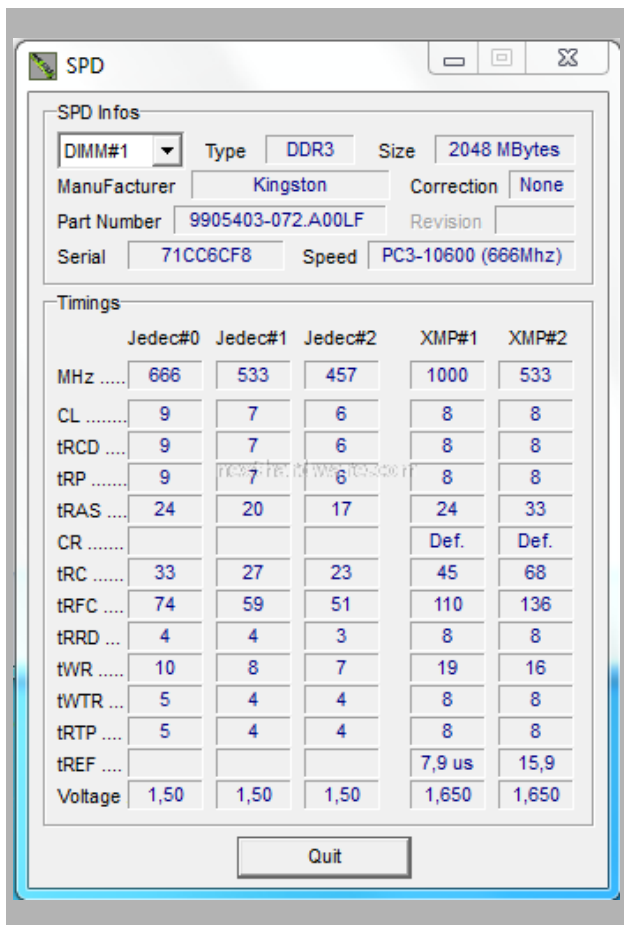 SPD
SPD Infos
DIMM#1 Type DDR3 Size 2048 MBytes
ManuFacturer Kingston Correction None
Part Number 9905403-072.A00LF Revision
Serial 71CC6CF8 Speed PC3-10600 (666Mhz)
Timings
Jedec#0 Jedec#1 Jedec#2 XMP#1 XMP#2
MHz ..... 666 533 457 1000 533
CL ........ 9 7 6 8 8
tRCD .... 9 7 6 8 8
tRP ....... 9 7 6 8 8
tRAS .... 24 20 17 24 33
CR ....... Def. Def.
tRC ...... 33 27 23 45 68
tRFC .... 74 59 51 110 136
tRRD ... 4 4 3 8 8
tWR ..... 10 8 7 19 16
tWTR ... 5 4 4 8 8
tRTP .... 5 4 4 8 8
tREF .... 7,9 us 15,9
Voltage 1,50 1,50 1,50 1,650 1,650
Quit